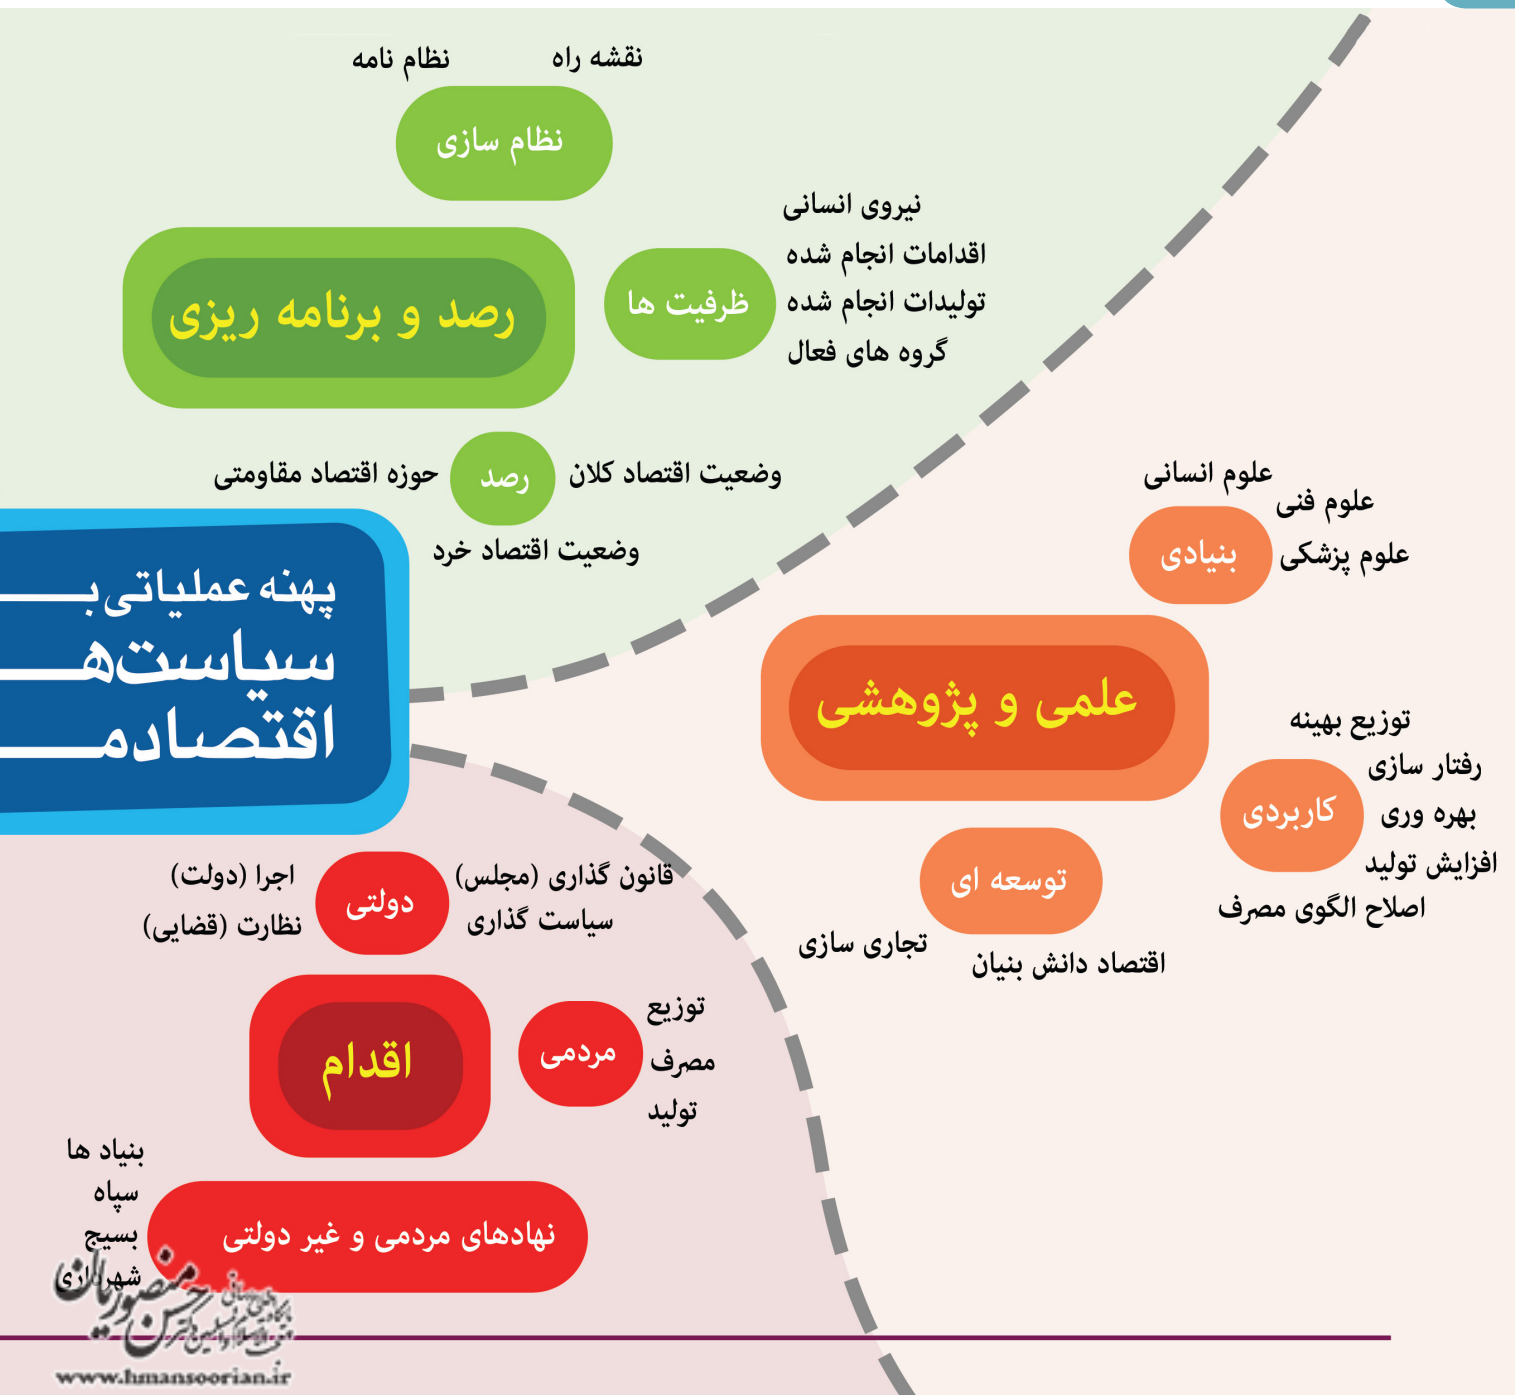 نقشه راه
نظام نامه
نظام سازی
نیروی انسانی
اقدامات انجام شده
تولیدات انجام شده
گروه های فعال
ظرفیت ها
رصد و برنامه ریزی
وضعیت اقتصاد کلان
رصد
حوزه اقتصاد مقاومتی
وضعیت اقتصاد خرد
علوم انسانی
علوم فنی
علوم پزشکی
بنیادی
علمی و پژوهشی
توزیع بهینه
رفتار سازی
بهره وری
افزایش تولید
اصلاح الگوی مصرف
کاربردی
توسعه ای
تجاری سازی
اقتصاد دانش بنیان
پهنه عملیاتی
قانون گذاری (مجلس)
سیاست گذاری
دولتی
اجرا (دولت)
نظارت (قضایی)
اقدام
توزیع
مصرف
تولید
مردمی
نهادهای مردمی و غیر دولتی
بنیاد ها
سپاه
بسیج
شهرداری
حسن منصوریان
www.hmansoorian.ir